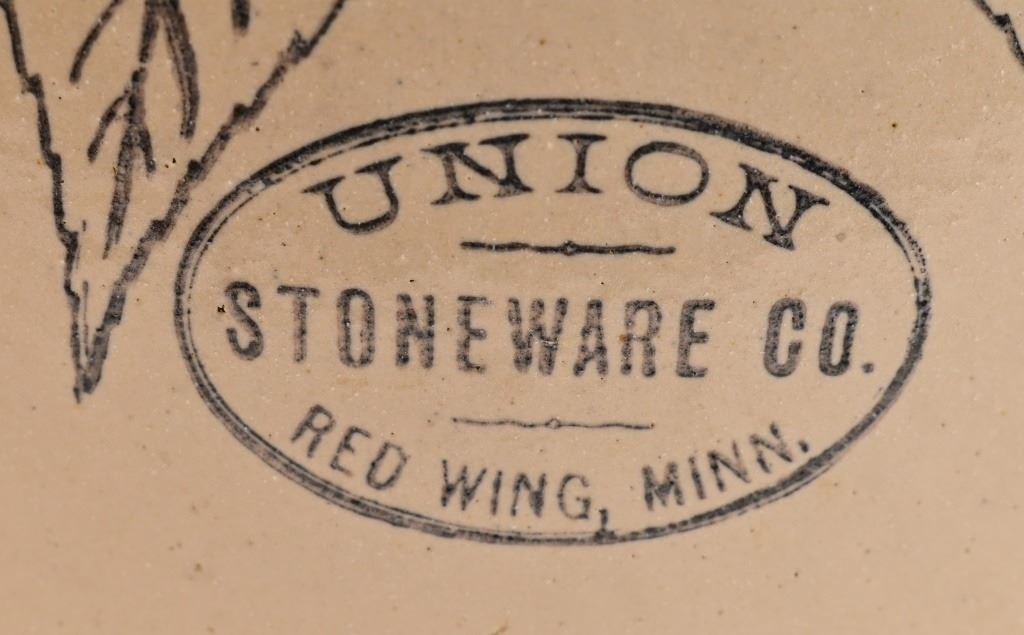 UNION
STONEWARE CO.
RED WING, MINN.